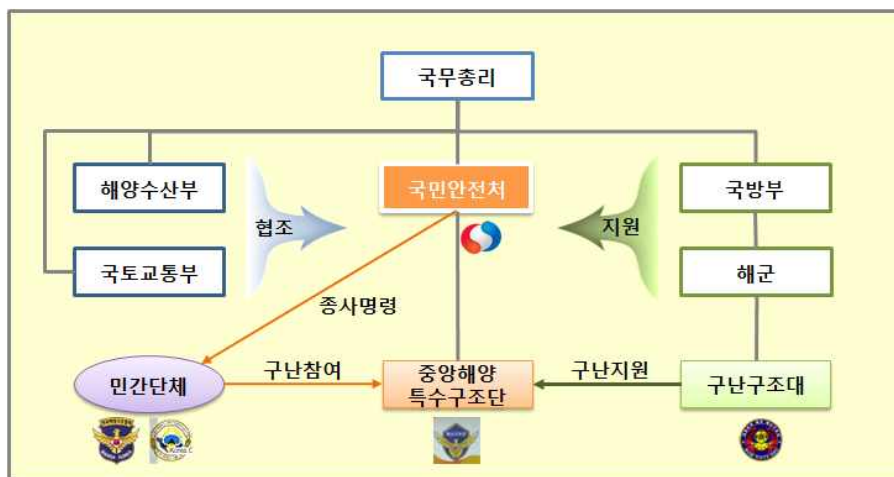 국무총리
해양수산부
국민안전처
국방부
협조
지원
국토교통부
해군
종사명령
민간단체
구난참여
중앙해양
특수구조단
구난지원
구난구조대